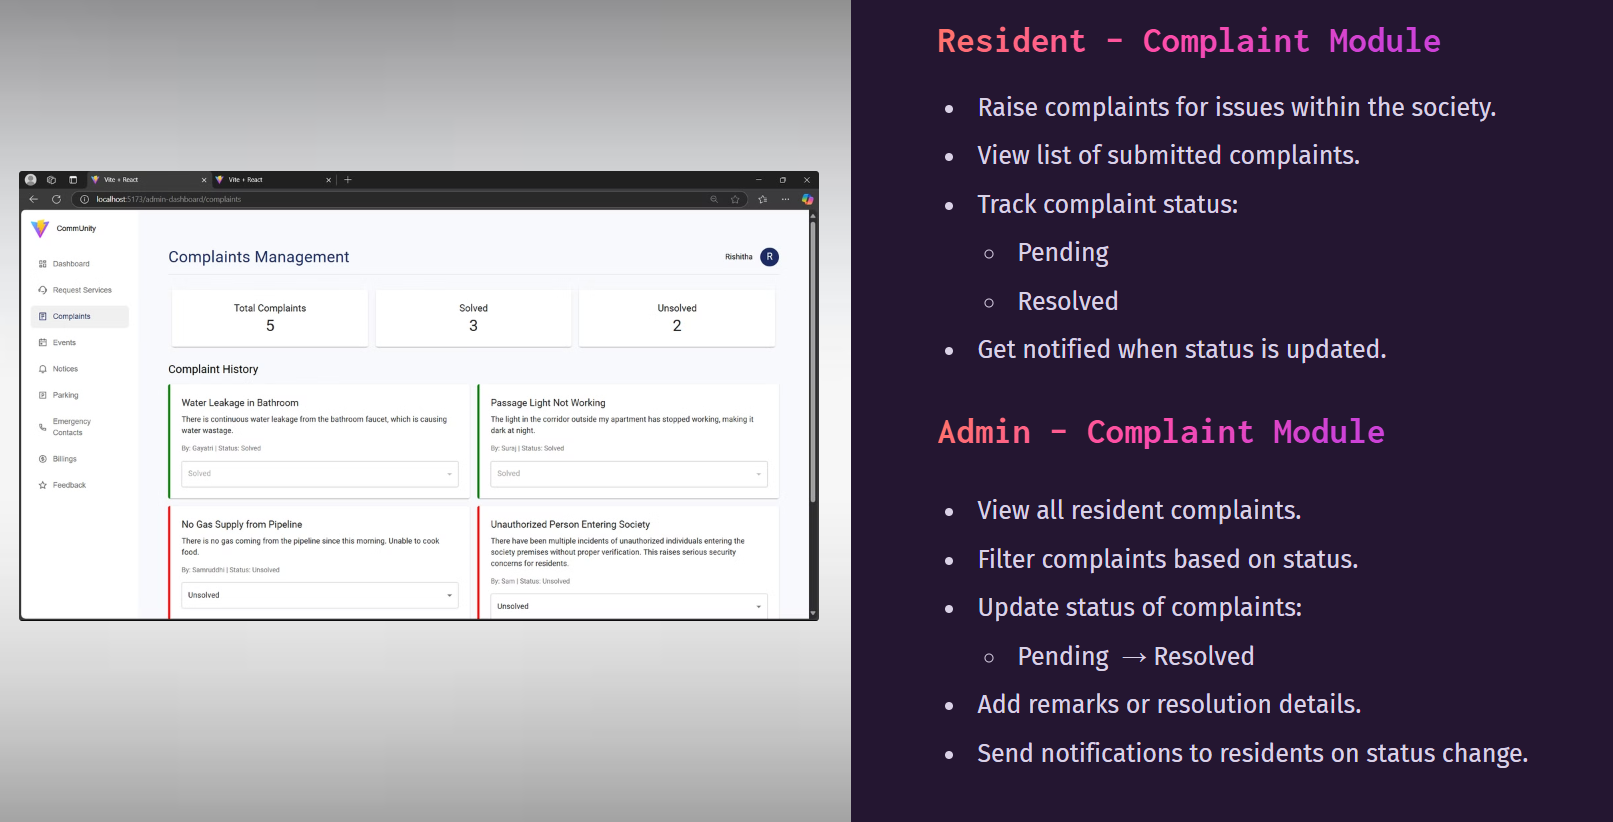 Vite + React
Vite + React
localhost:5173/admin-dashboard/complaints
CommUnity
Dashboard
Request Services
Complaints
Events
Notices
Parking
Emergency
Contacts
Billings
Feedback
Complaints Management
Rishitha
R
Total Complaints
5
Solved
3
Unsolved
2
Complaint History
Water Leakage in Bathroom
There is continuous water leakage from the bathroom faucet, which is causing
water wastage.
By: Gayatri | Status: Solved
Solved
Passage Light Not Working
The light in the corridor outside my apartment has stopped working, making it
dark at night.
By: Suraj | Status: Solved
Solved
No Gas Supply from Pipeline
There is no gas coming from the pipeline since this morning. Unable to cook
food.
By: Samruddhi | Status: Unsolved
Unsolved
Unauthorized Person Entering Society
There have been multiple incidents of unauthorized individuals entering the
society premises without proper verification. This raises serious security
concerns for residents.
By: Sam | Status: Unsolved
Unsolved
Resident - Complaint Module
• Raise complaints for issues within the society.
• View list of submitted complaints.
• Track complaint status:
○ Pending
○ Resolved
• Get notified when status is updated.
Admin - Complaint Module
• View all resident complaints.
• Filter complaints based on status.
• Update status of complaints:
○ Pending → Resolved
• Add remarks or resolution details.
• Send notifications to residents on status change.